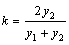 k = 2y₂ / (y₁ + y₂)